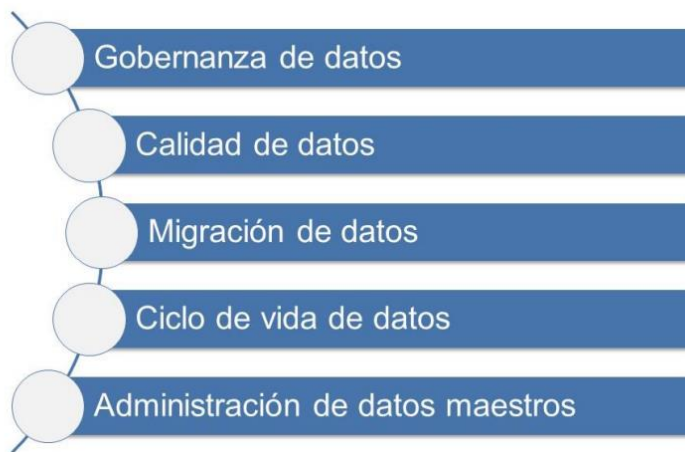 Gobernanza de datos
Calidad de datos
Migración de datos
Ciclo de vida de datos
Administración de datos maestros